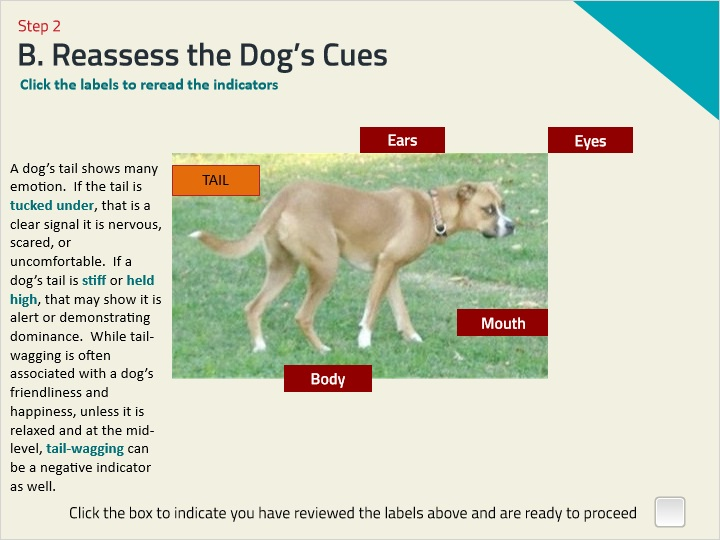 Step 2
B. Reassess the Dog's Cues
Click the labels to reread the indicators
Ears
Eyes
TAIL
A dog's tail shows many
emotion.  If the tail is
tucked under, that is a
clear signal it is nervous,
scared, or
uncomfortable.  If a
dog's tail is stiff or held
high, that may show it is
alert or demonstrating
dominance.  While tail-
wagging is often
associated with a dog's
friendliness and
happiness, unless it is
relaxed and at the mid-
level, tail-wagging can
be a negative indicator
as well.
Mouth
Body
Click the box to indicate you have reviewed the labels above and are ready to proceed